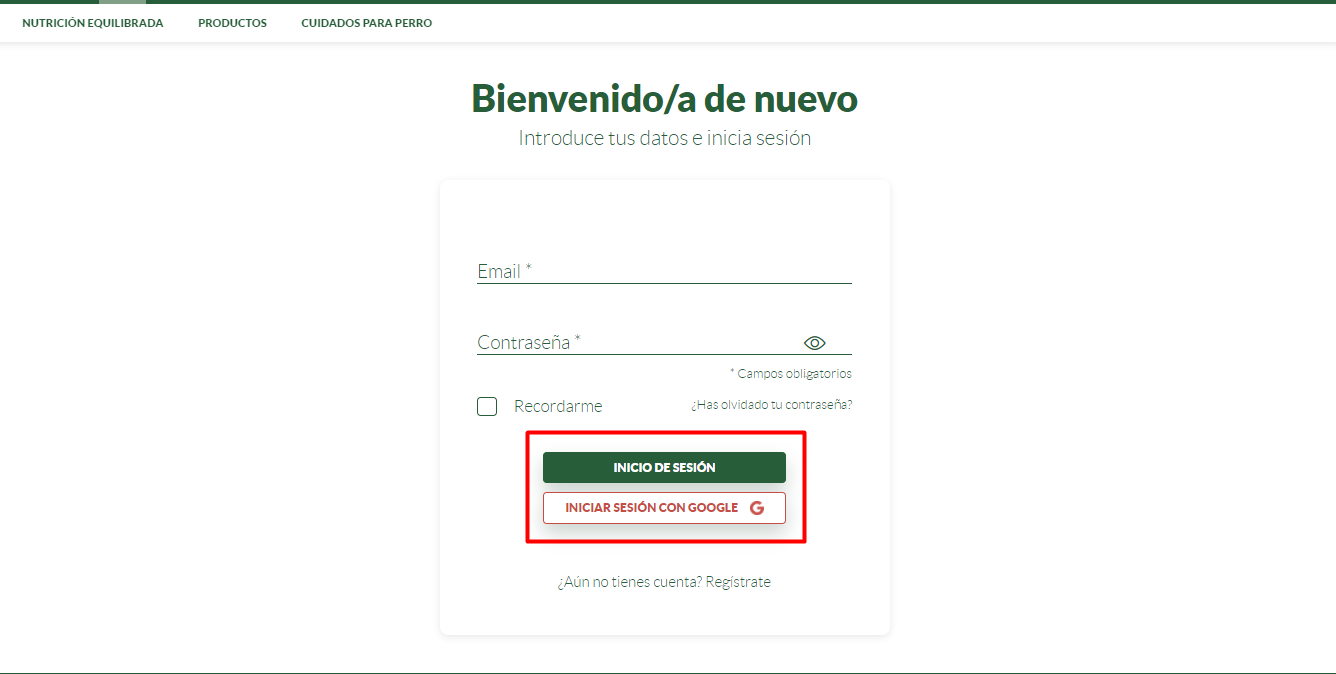 NUTRICIÓN EQUILIBRADA PRODUCTOS CUIDADOS PARA PERRO
Bienvenido/a de nuevo
Introduce tus datos e inicia sesión
Email *
Contraseña *
* Campos obligatorios
Recordarme ¿Has olvidado tu contraseña?
INICIO DE SESIÓN
INICIAR SESIÓN CON GOOGLE G
¿Aún no tienes cuenta? Regístrate